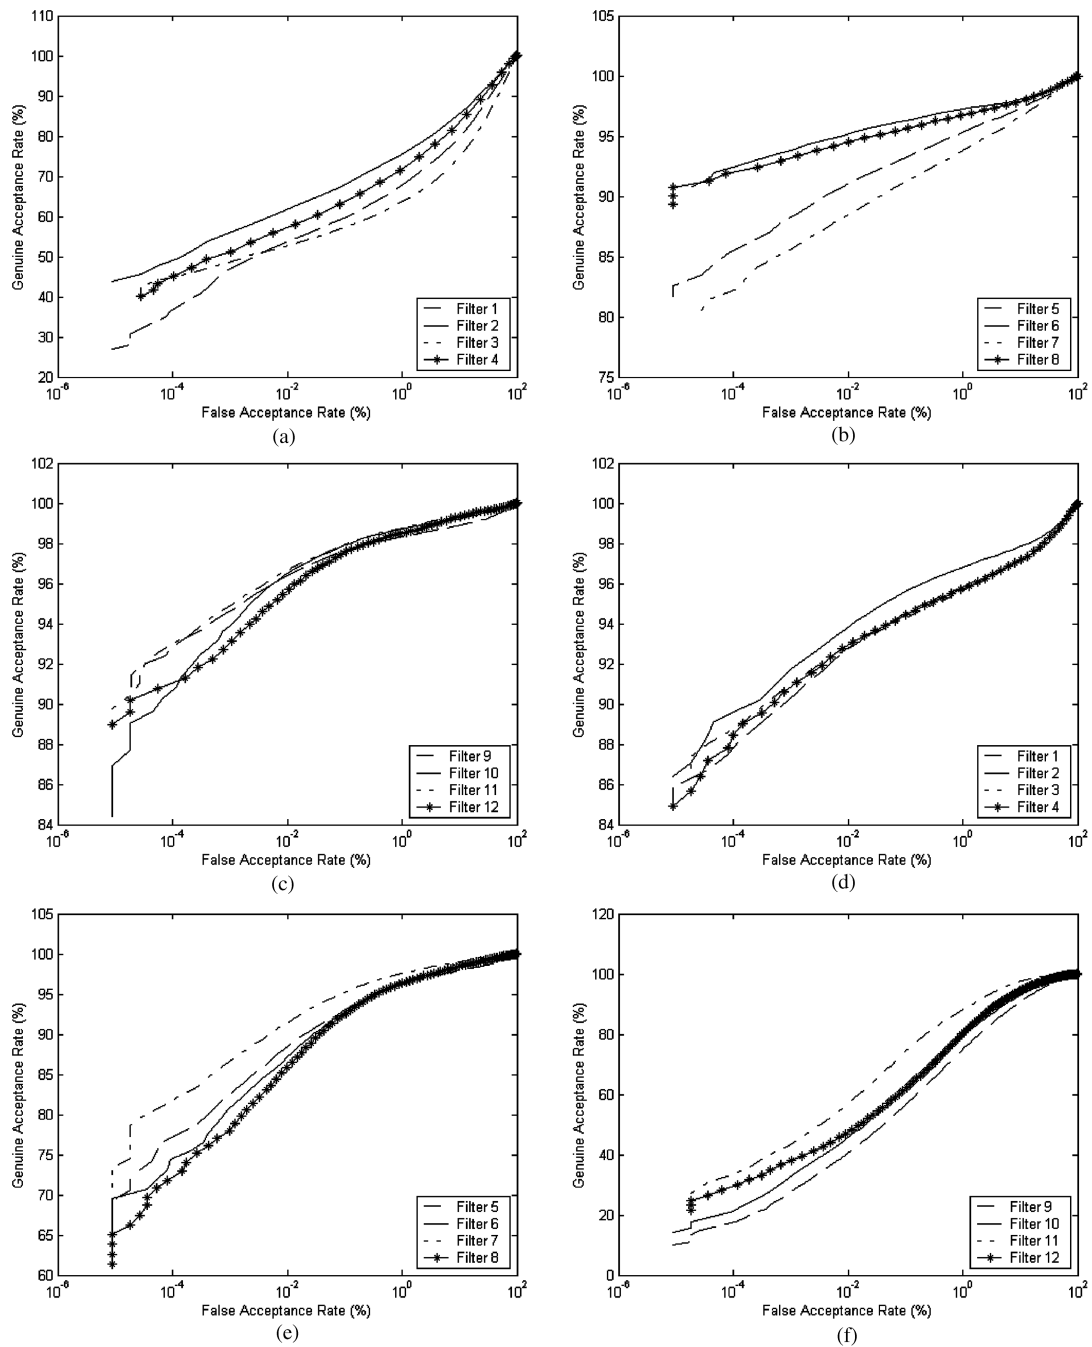 110
100
90
80
70
60
50
40
30
20
Genuine Acceptance Rate (%)
Filter 1
Filter 2
Filter 3
Filter 4
10^-6
10^-4
10^-2
10^0
10^2
False Acceptance Rate (%)
(a)
105
100
95
90
85
80
75
Genuine Acceptance Rate (%)
Filter 5
Filter 6
Filter 7
Filter 8
10^-6
10^-4
10^-2
10^0
10^2
False Acceptance Rate (%)
(b)
102
100
98
96
94
92
90
88
86
84
Genuine Acceptance Rate (%)
Filter 9
Filter 10
Filter 11
Filter 12
10^-6
10^-4
10^-2
10^0
10^2
False Acceptance Rate (%)
(c)
102
100
98
96
94
92
90
88
86
84
Genuine Acceptance Rate (%)
Filter 1
Filter 2
Filter 3
Filter 4
10^-6
10^-4
10^-2
10^0
10^2
False Acceptance Rate (%)
(d)
105
100
95
90
85
80
75
70
65
60
Genuine Acceptance Rate (%)
Filter 5
Filter 6
Filter 7
Filter 8
10^-6
10^-4
10^-2
10^0
10^2
False Acceptance Rate (%)
(e)
120
100
80
60
40
20
0
Genuine Acceptance Rate (%)
Filter 9
Filter 10
Filter 11
Filter 12
10^-6
10^-4
10^-2
10^0
10^2
False Acceptance Rate (%)
(f)